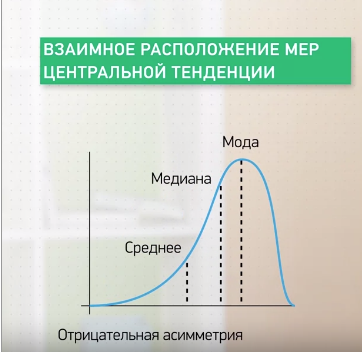 ВЗАИМНОЕ РАСПОЛОЖЕНИЕ МЕР
ЦЕНТРАЛЬНОЙ ТЕНДЕНЦИИ
Мода
Медиана
Среднее
Отрицательная асимметрия